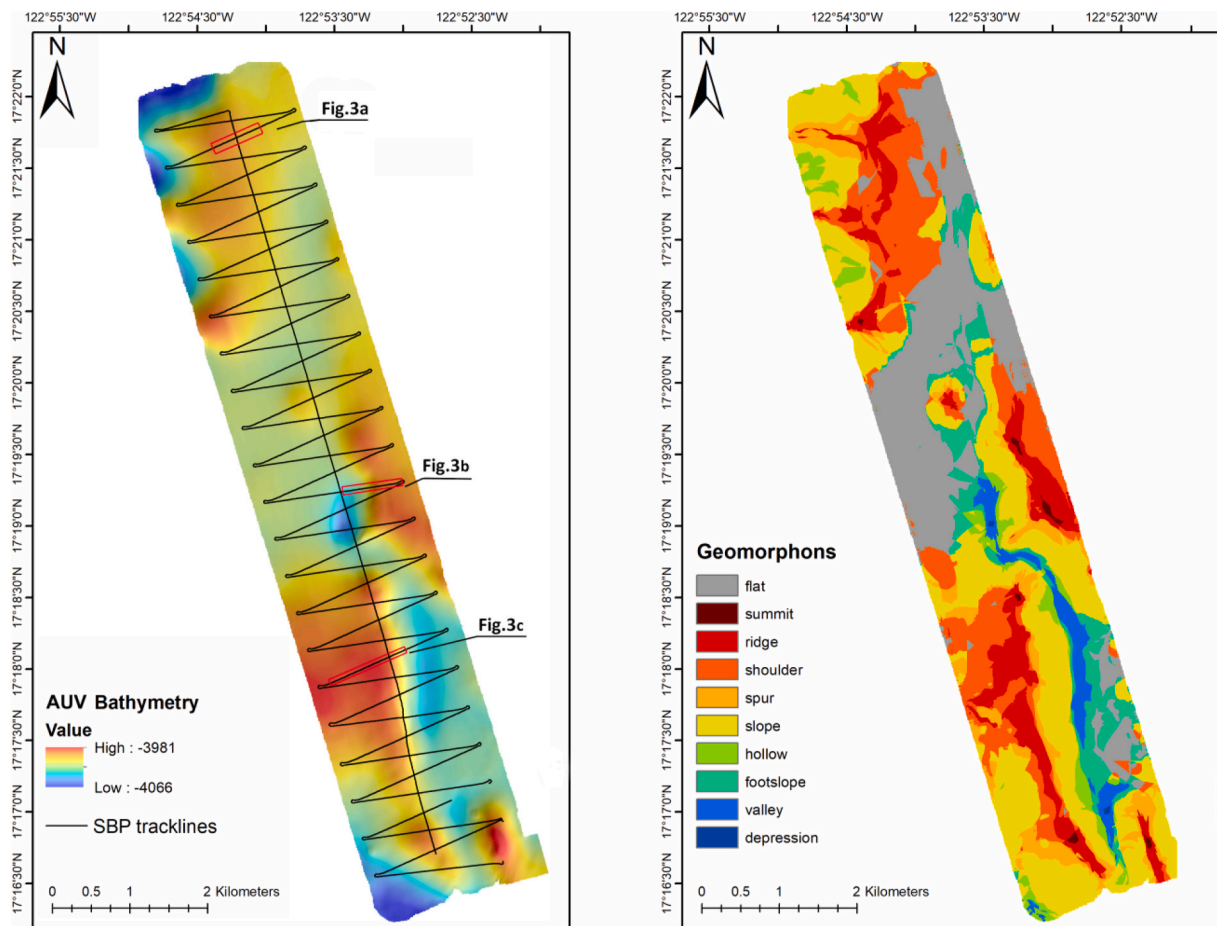 122°55'30"W 122°54'30"W 122°53'30"W 122°52'30"W
N
17°22'0"N
17°21'30"N
17°21'0"N
17°20'30"N
17°20'0"N
17°19'30"N
17°19'0"N
17°18'30"N
17°18'0"N
17°17'30"N
17°17'0"N
17°16'30"N
Fig.3a
Fig.3b
Fig.3c
AUV Bathymetry
Value
High : -3981
Low : -4066
SBP tracklines
0 0.5 1 2 Kilometers
122°55'30"W 122°54'30"W 122°53'30"W 122°52'30"W
N
17°22'0"N
17°21'30"N
17°21'0"N
17°20'30"N
17°20'0"N
17°19'30"N
17°19'0"N
17°18'30"N
17°18'0"N
17°17'30"N
17°17'0"N
17°16'30"N
Geomorphons
flat
summit
ridge
shoulder
spur
slope
hollow
footslope
valley
depression
0 0.5 1 2 Kilometers